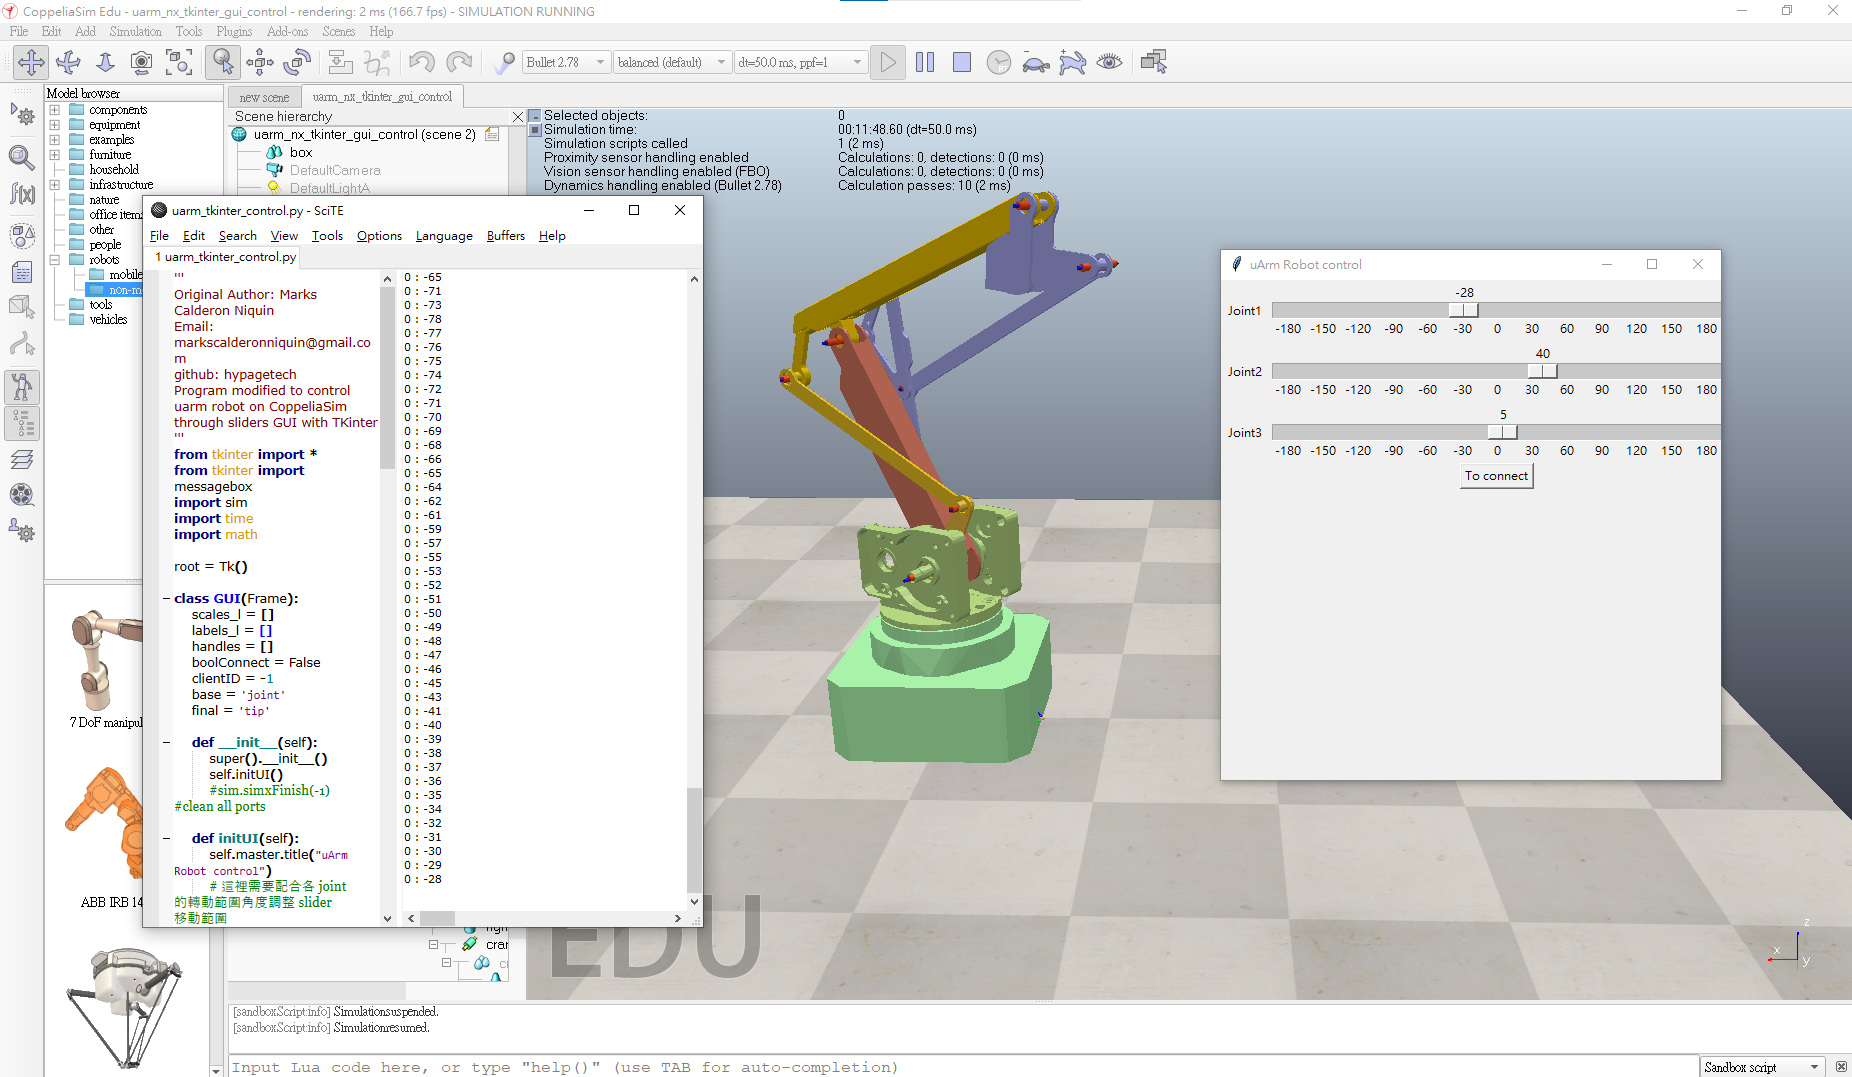 CoppeliaSim Edu - uarm_nx_tkinter_gui_control - rendering: 2 ms (166.7 fps) - SIMULATION RUNNING
File Edit Add Simulation Tools Plugins Add-ons Scenes Help
Bullet 2.78 balanced (default) dt=50.0 ms, ppf=1
Model browser
components
equipment
examples
furniture
household
infrastructure
nature
office items
other
people
robots
mobile
non-m
tools
vehicles
7 DoF manipul
ABB IRB 14
new scene uarm_nx_tkinter_gui_control
Scene hierarchy
uarm_nx_tkinter_gui_control (scene 2)
box
DefaultCamera
DefaultLightA
Selected objects: 0
Simulation time: 00:11:48.60 (dt=50.0 ms)
Simulation scripts called 1 (2 ms)
Proximity sensor handling enabled Calculations: 0, detections: 0 (0 ms)
Vision sensor handling enabled (FBO) Calculations: 0, detections: 0 (0 ms)
Dynamics handling enabled (Bullet 2.78) Calculation passes: 10 (2 ms)
uarm_tkinter_control.py - SciTE
File Edit Search View Tools Options Language Buffers Help
1 uarm_tkinter_control.py
'''
Original Author: Marks
Calderon Niquin
Email:
markscalderonniquin@gmail.co
m
github: hypagetech
Program modified to control
uarm robot on CoppeliaSim
through sliders GUI with TKinter
'''
from tkinter import *
from tkinter import
messagebox
import sim
import time
import math
root = Tk()
class GUI(Frame):
scales_l = []
labels_l = []
handles = []
boolConnect = False
clientID = -1
base = 'joint'
final = 'tip'
def __init__(self):
super().__init__()
self.initUI()
#sim.simxFinish(-1)
#clean all ports
def initUI(self):
self.master.title("uArm
Robot control")
# 這裡需要配合各 joint
的轉動範圍角度調整 slider
移動範圍
0 : -65
0 : -71
0 : -73
0 : -78
0 : -77
0 : -76
0 : -75
0 : -74
0 : -72
0 : -71
0 : -70
0 : -69
0 : -68
0 : -66
0 : -65
0 : -64
0 : -62
0 : -61
0 : -59
0 : -57
0 : -55
0 : -53
0 : -52
0 : -51
0 : -50
0 : -49
0 : -48
0 : -47
0 : -46
0 : -45
0 : -43
0 : -41
0 : -40
0 : -39
0 : -38
0 : -37
0 : -36
0 : -35
0 : -34
0 : -32
0 : -31
0 : -30
0 : -29
0 : -28
uArm Robot control
-28
Joint1
-180 -150 -120 -90 -60 -30 0 30 60 90 120 150 180
40
Joint2
-180 -150 -120 -90 -60 -30 0 30 60 90 120 150 180
5
Joint3
-180 -150 -120 -90 -60 -30 0 30 60 90 120 150 180
To connect
cran
EDU
z
x
y
[sandboxScript:info] Simulation suspended.
[sandboxScript:info] Simulation resumed.
Input Lua code here, or type "help()" (use TAB for auto-completion)
Sandbox script